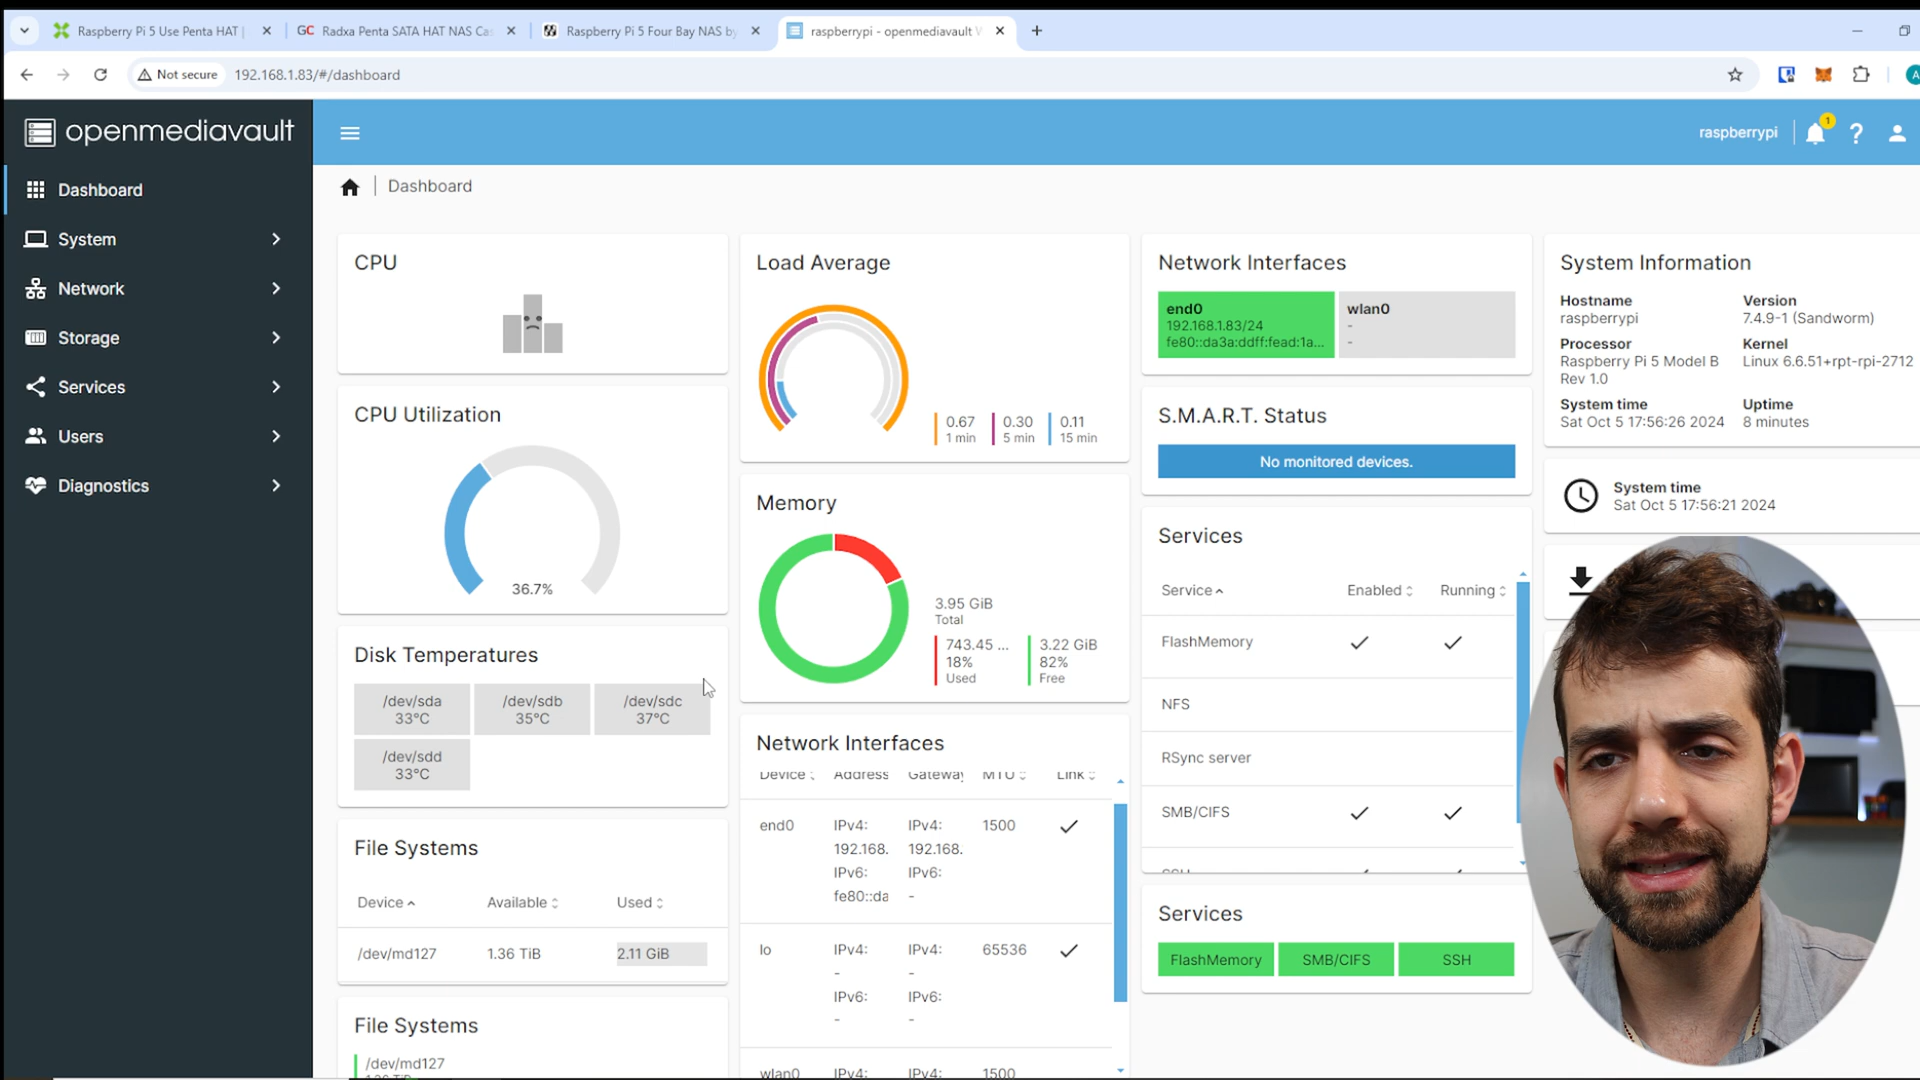 Raspberry Pi 5 Use Penta HAT |
GC Radxa Penta SATA HAT NAS Cas
Raspberry Pi 5 Four Bay NAS by
raspberrypi - openmediavault W
Not secure
192.168.1.83/#/dashboard
A
openmediavault
Dashboard
System
Network
Storage
Services
Users
Diagnostics
raspberrypi
1
?
Dashboard
CPU
CPU Utilization
36.7%
Disk Temperatures
/dev/sda
33°C
/dev/sdb
35°C
/dev/sdc
37°C
/dev/sdd
33°C
File Systems
Device Available Used
/dev/md127 1.36 TiB 2.11 GiB
File Systems
/dev/md127
Load Average
0.67
1 min
0.30
5 min
0.11
15 min
Memory
3.95 GiB
Total
743.45 ...
18%
Used
3.22 GiB
82%
Free
Network Interfaces
Device Address Gateway MTU Link
end0 IPv4: IPv4: 1500
192.168. 192.168.
IPv6: IPv6:
fe80::da -
lo IPv4: IPv4: 65536
- -
IPv6: IPv6:
- -
wlan0 IPv4: IPv4: 1500
Network Interfaces
end0
192.168.1.83/24
fe80::da3a:ddff:fead:1a...
wlan0
-
-
S.M.A.R.T. Status
No monitored devices.
Services
Service Enabled Running
FlashMemory
NFS
RSync server
SMB/CIFS
SSH
Services
FlashMemory
SMB/CIFS
SSH
System Information
Hostname
raspberrypi
Version
7.4.9-1 (Sandworm)
Processor
Raspberry Pi 5 Model B
Rev 1.0
Kernel
Linux 6.6.51+rpt-rpi-2712
System time
Sat Oct 5 17:56:26 2024
Uptime
8 minutes
System time
Sat Oct 5 17:56:21 2024